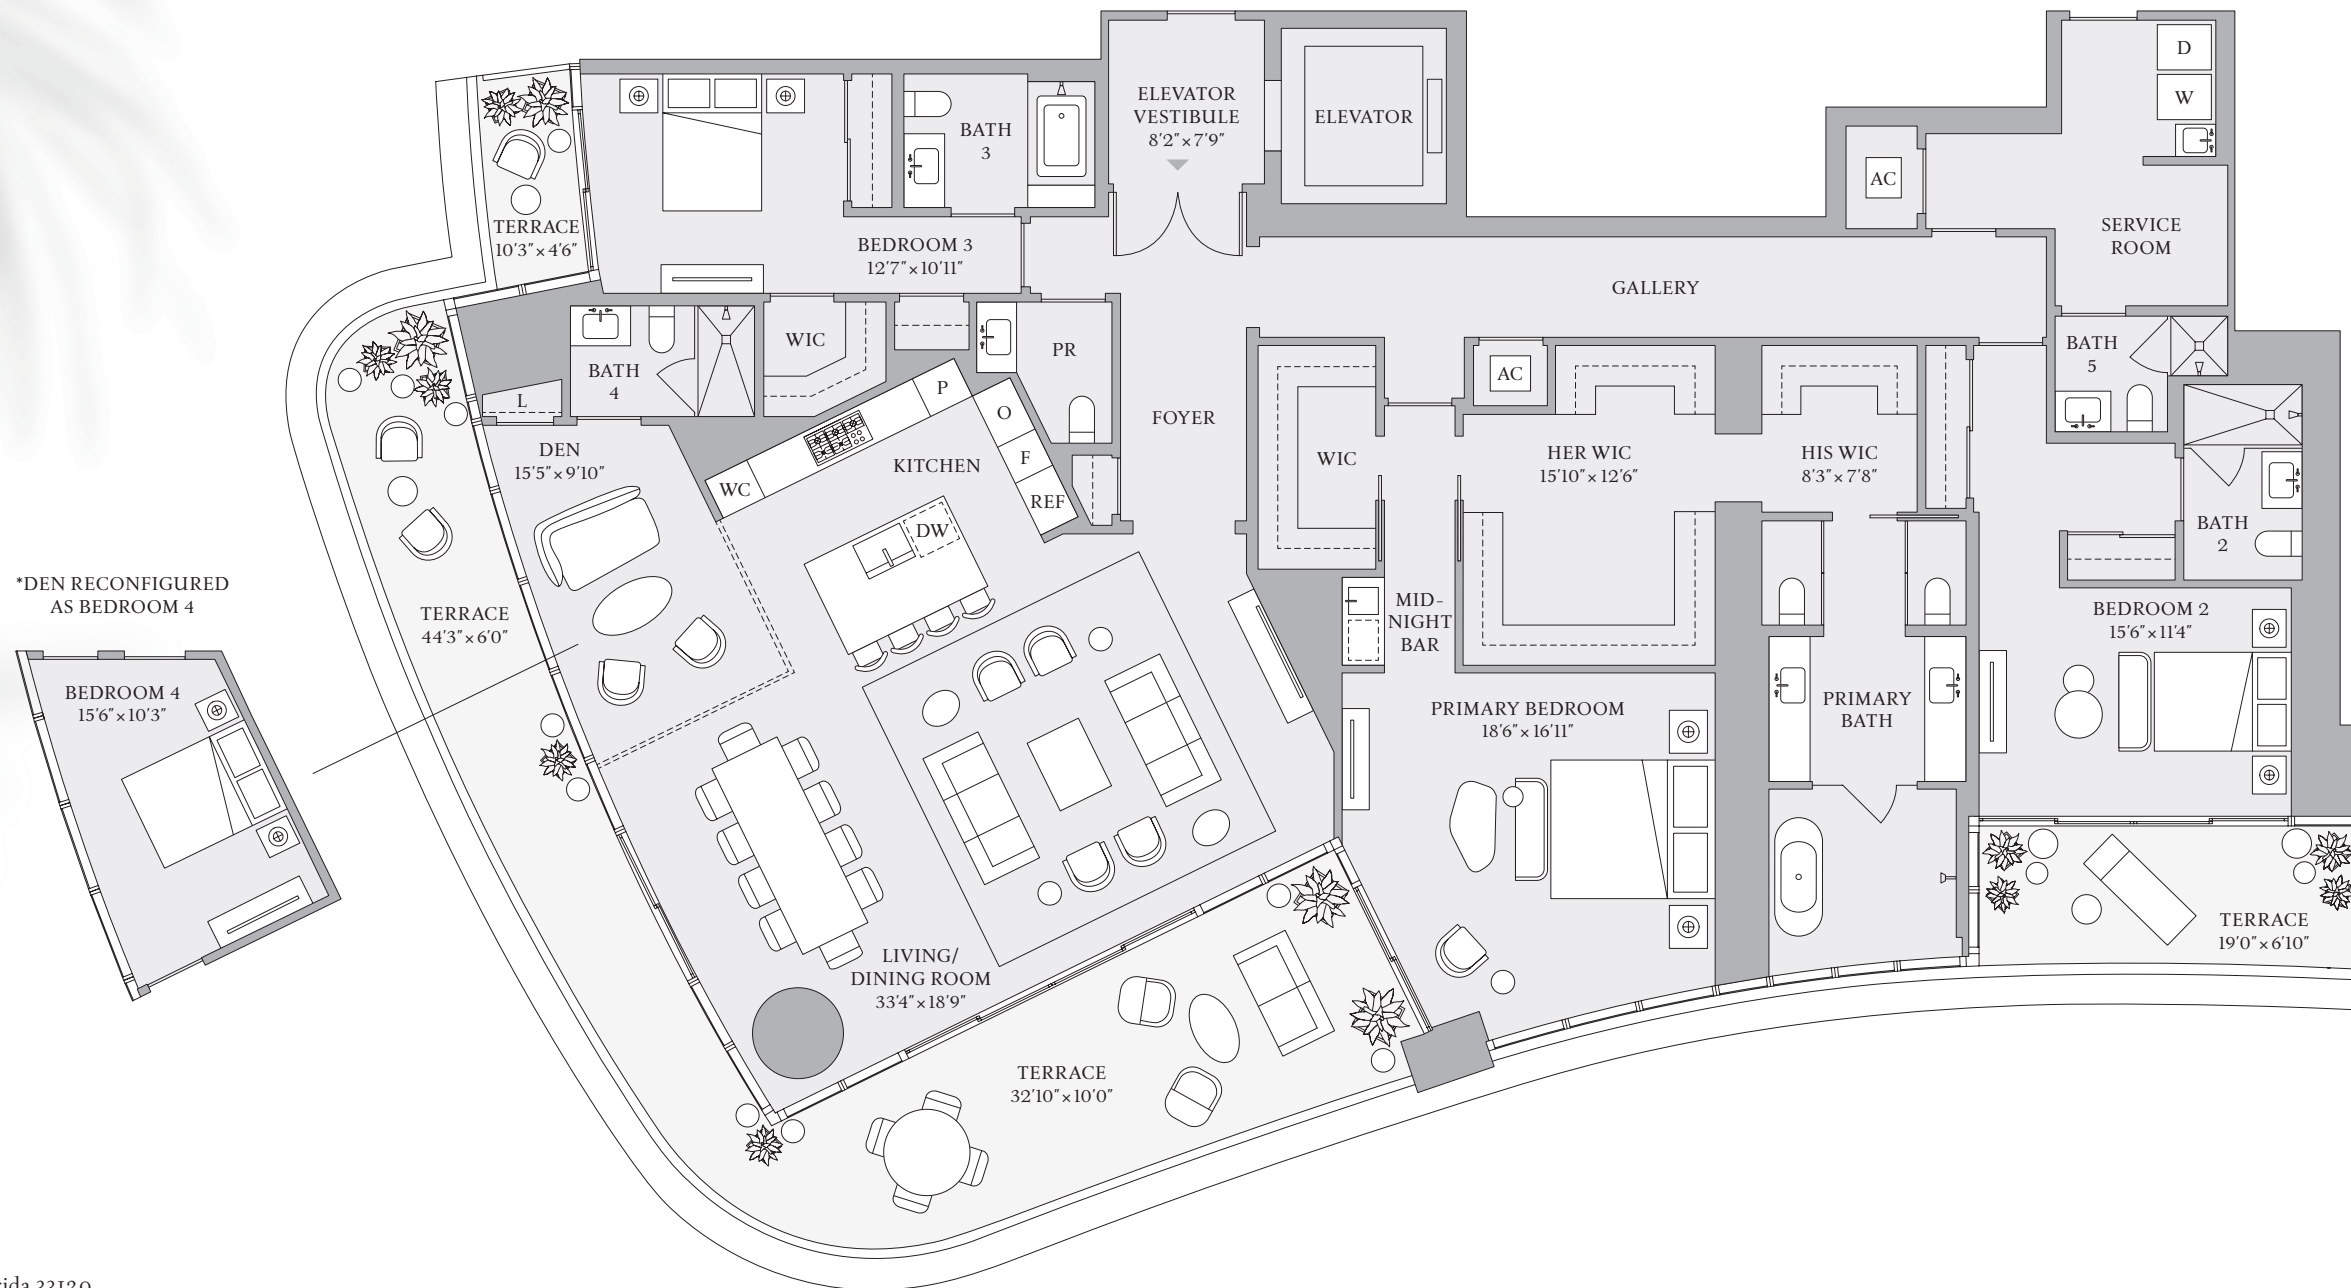 ELEVATOR
VESTIBULE
8'2"×7'9"
ELEVATOR
D
W
AC
BATH
3
TERRACE
10'3"×4'6"
BEDROOM 3
12'7"×10'11"
SERVICE
ROOM
GALLERY
WIC
PR
BATH
4
L
P
O
F
REF
WC
KITCHEN
DW
FOYER
DEN
15'5"×9'10"
WIC
AC
HER WIC
15'10"×12'6"
HIS WIC
8'3"×7'8"
BATH
5
BATH
2
*DEN RECONFIGURED
AS BEDROOM 4
TERRACE
44'3"×6'0"
MID-
NIGHT
BAR
BEDROOM 2
15'6"×11'4"
BEDROOM 4
15'6"×10'3"
PRIMARY BEDROOM
18'6"×16'11"
PRIMARY
BATH
LIVING/
DINING ROOM
33'4"×18'9"
TERRACE
19'0"×6'10"
TERRACE
32'10"×10'0"
33120